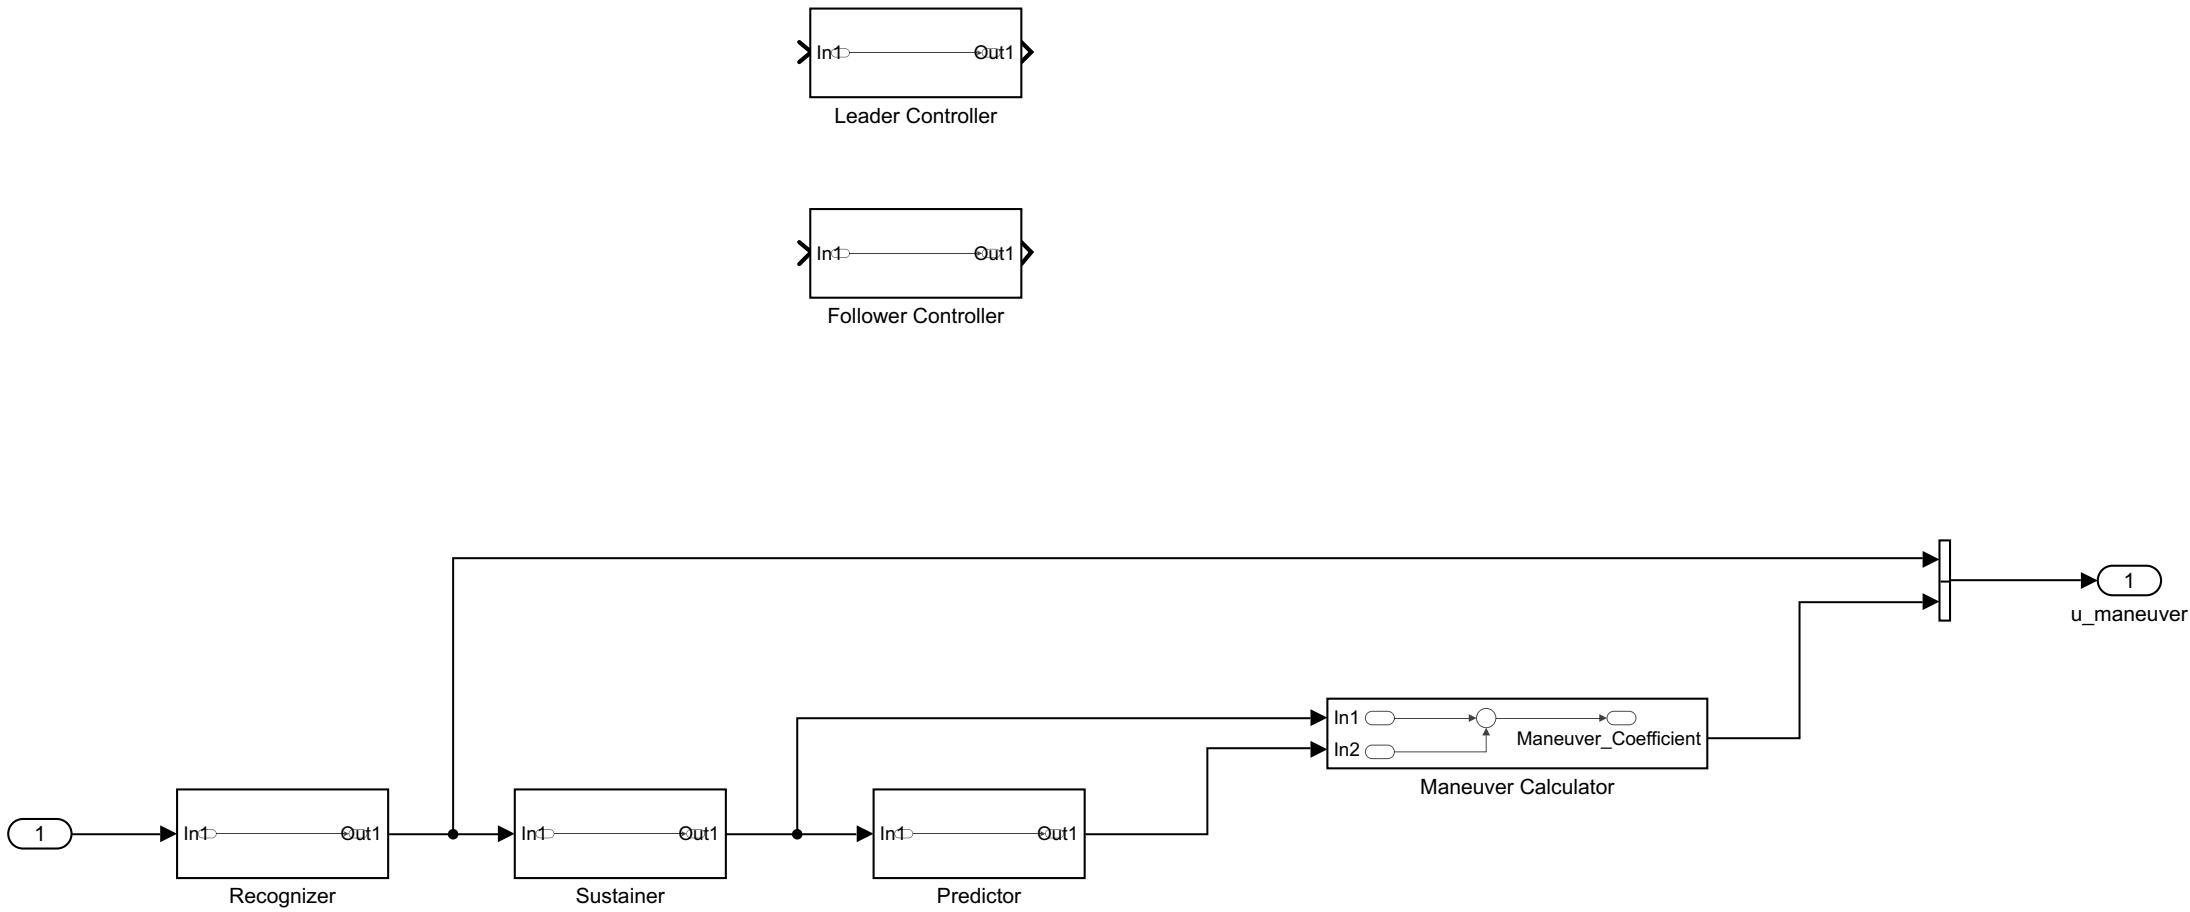 In1 Out1
Leader Controller
In1 Out1
Follower Controller
1
u_maneuver
In1
Maneuver_Coefficient
In2
Maneuver Calculator
1
In1 Out1
In1 Out1
In1 Out1
Recognizer
Sustainer
Predictor